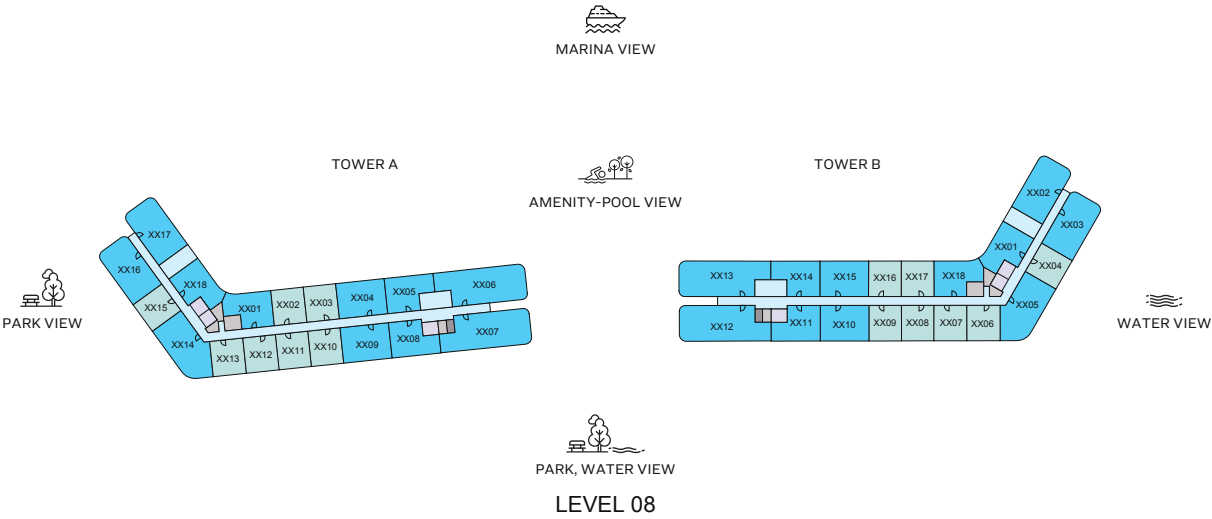 MARINA VIEW
TOWER A
TOWER B
AMENITY-POOL VIEW
PARK VIEW
WATER VIEW
XX17
XX16
XX18
XX15
XX14
XX01
XX02
XX03
XX04
XX05
XX06
XX13
XX12
XX11
XX10
XX09
XX08
XX07
XX02
XX03
XX01
XX04
XX05
XX13
XX14
XX15
XX16
XX17
XX18
XX12
XX11
XX10
XX09
XX08
XX07
XX06
PARK, WATER VIEW
LEVEL 08